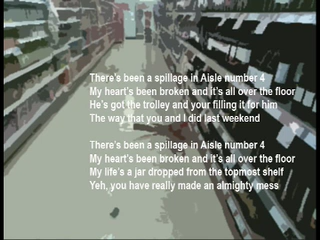 There's been a spillage in Aisle number 4
My heart's been broken and it's all over the floor
He's got the trolley and your filling it for him
The way that you and I did last weekend
There's been a spillage in Aisle number 4
My heart's been broken and it's all over the floor
My life's a jar dropped from the topmost shelf
Yeh, you have really made an almighty mess